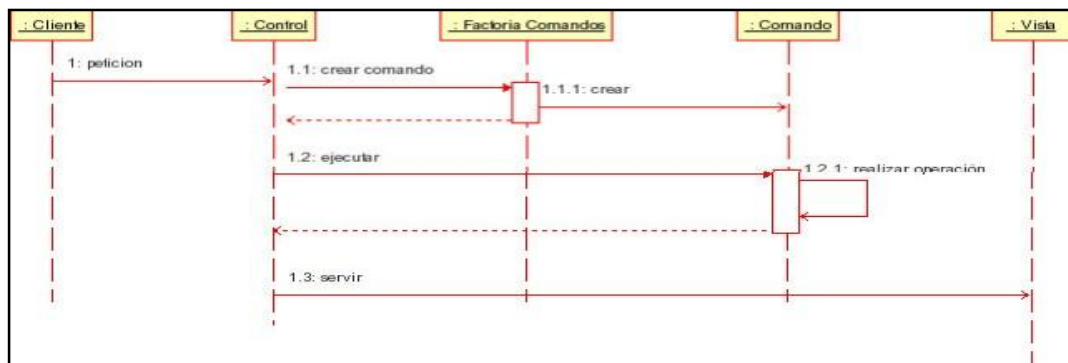 : Cliente
: Control
: Factoria Comandos
: Comando
: Vista
1: peticion
1.1: crear comando
1.1.1: crear
1.2: ejecutar
1.2.1: realizar operación
1.3: servir